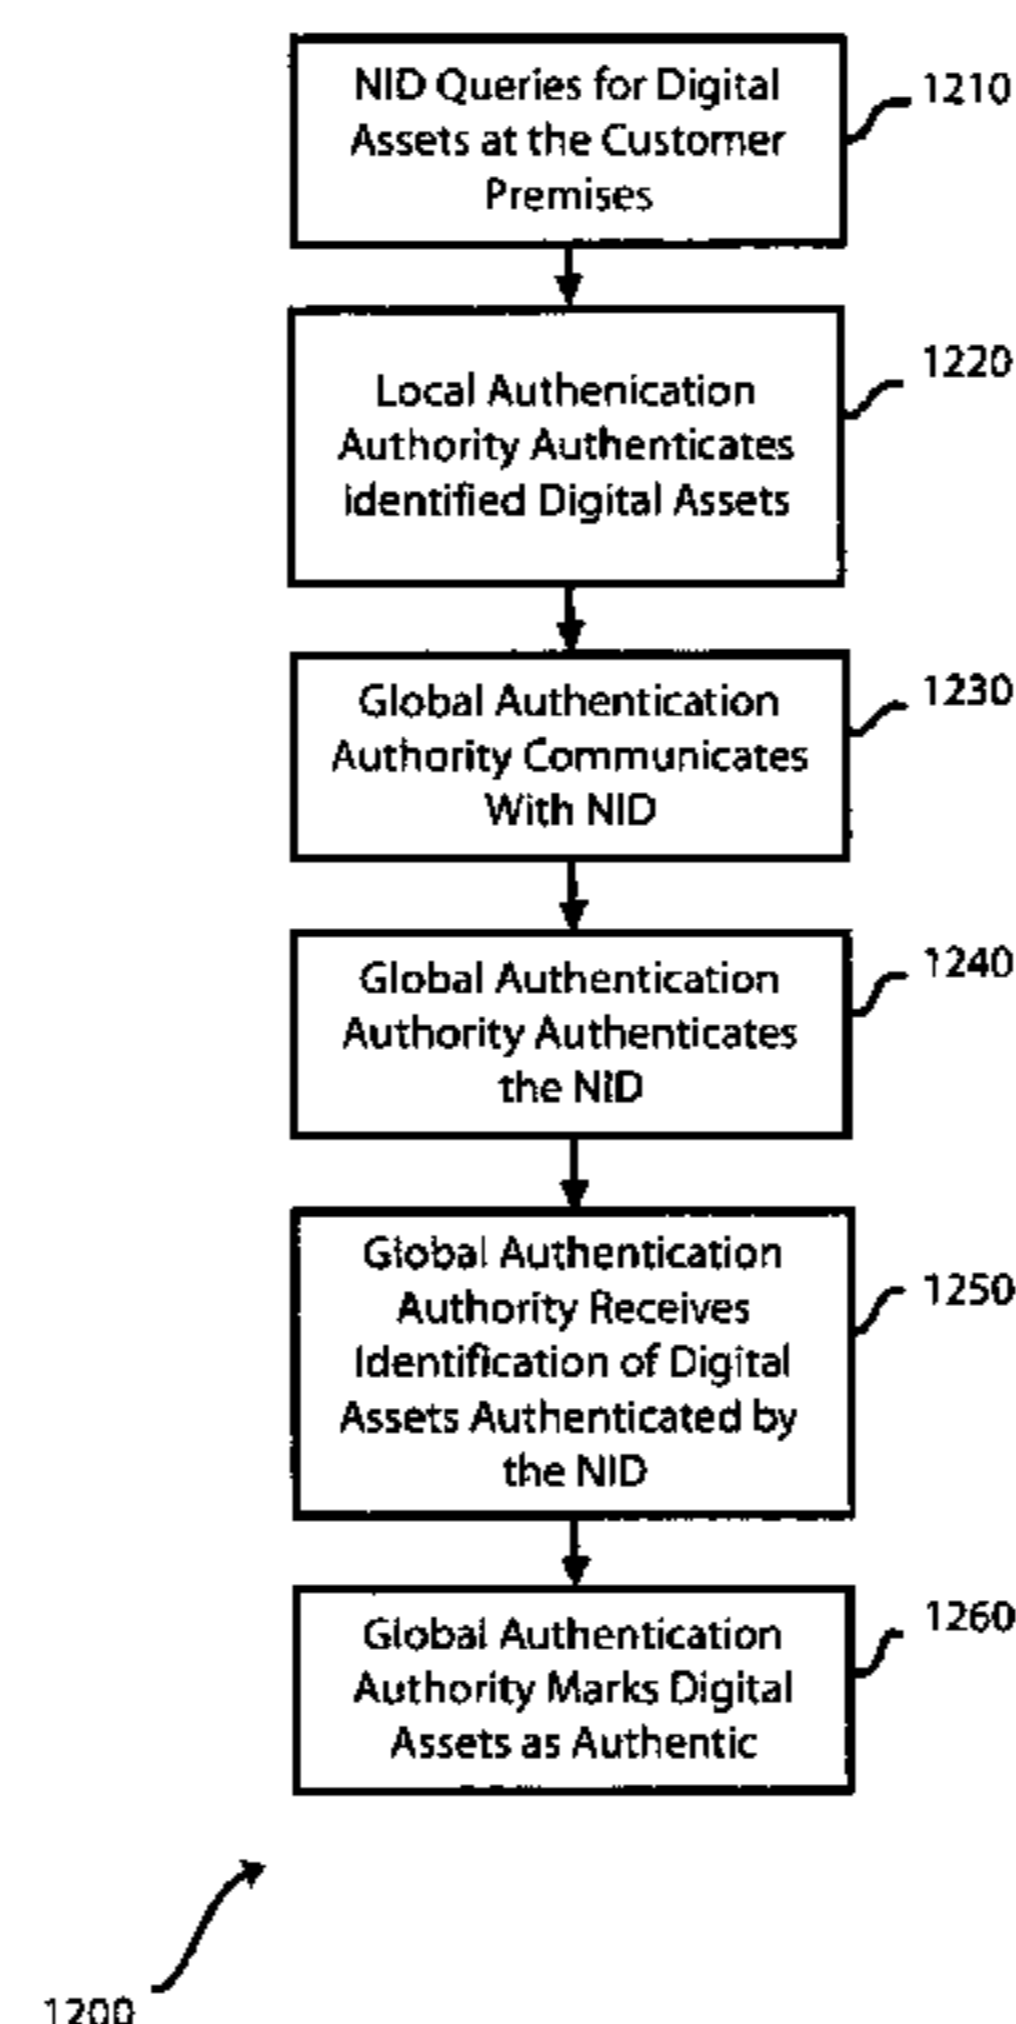 NID Queries for Digital
Assets at the Customer
Premises
1210
Local Authenication
Authority Authenticates
Identified Digital Assets
1220
Global Authentication
Authority Communicates
With NID
1230
Global Authentication
Authority Authenticates
the NID
1240
Global Authentication
Authority Receives
Identification of Digital
Assets Authenticated by
the NID
1250
Global Authentication
Authority Marks Digital
Assets as Authentic
1260
1200